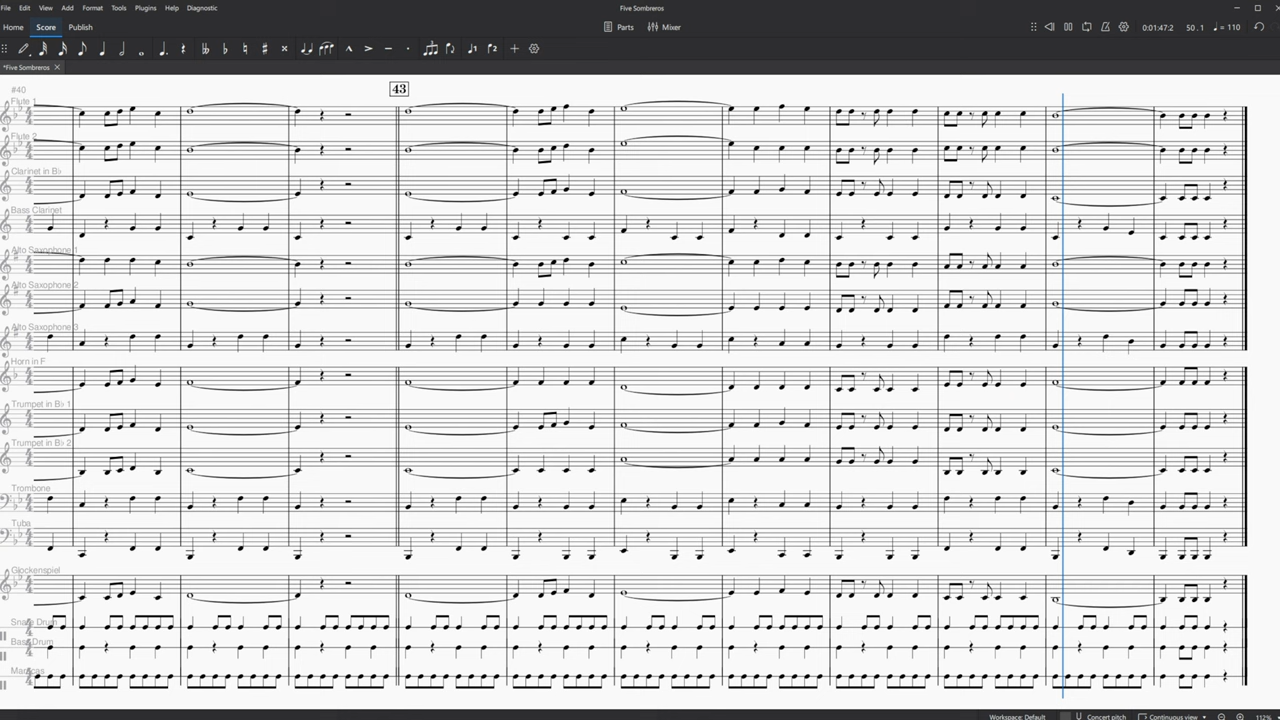 File Edit View Add Format Tools Plugins Help Diagnostic
Five Sombreros
Home Score Publish
Parts Mixer
0:01:47:2 50.1 = 110
*Five Sombreros
#40
43
Flute 1
Flute 2
Clarinet in B♭
Bass Clarinet
Alto Saxophone 1
Alto Saxophone 2
Alto Saxophone 3
Horn in F
Trumpet in B♭ 1
Trumpet in B♭ 2
Trombone
Tuba
Glockenspiel
Snare Drum
Bass Drum
Maracas
Workspace: Default Concert pitch Continuous view 112%